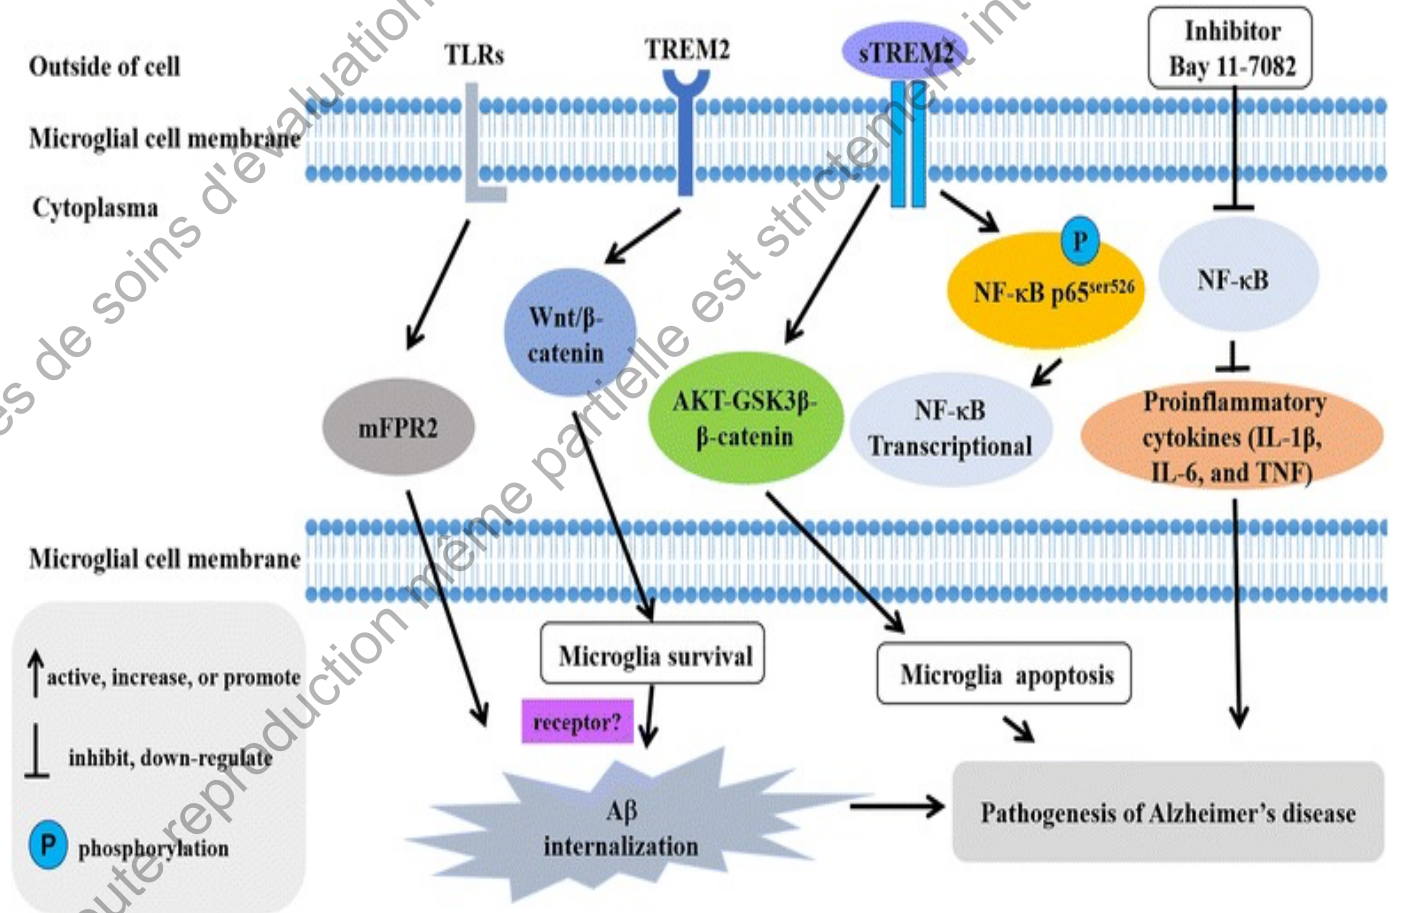 Outside of cell
Microglial cell membrane
Cytoplasma
TLRs
TREM2
sTREM2
Inhibitor
Bay 11-7082
P
NF-κB p65ser526
NF-κB
Wnt/β-
catenin
mFPR2
AKT-GSK3β-
β-catenin
NF-κB
Transcriptional
Proinflammatory
cytokines (IL-1β,
IL-6, and TNF)
Microglial cell membrane
Microglia survival
receptor?
Microglia apoptosis
Aβ
internalization
Pathogenesis of Alzheimer’s disease
active, increase, or promote
inhibit, down-regulate
P phosphorylation
es de soins d'évaluation
oute reproduction même partielle est strictement int